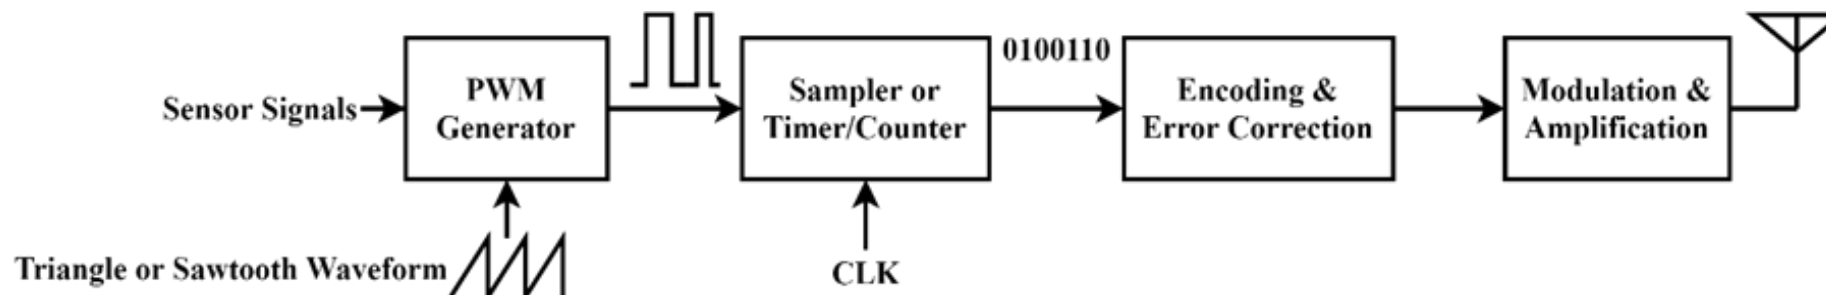 Sensor Signals
PWM
Generator
Triangle or Sawtooth Waveform
Sampler or
Timer/Counter
CLK
0100110
Encoding &
Error Correction
Modulation &
Amplification